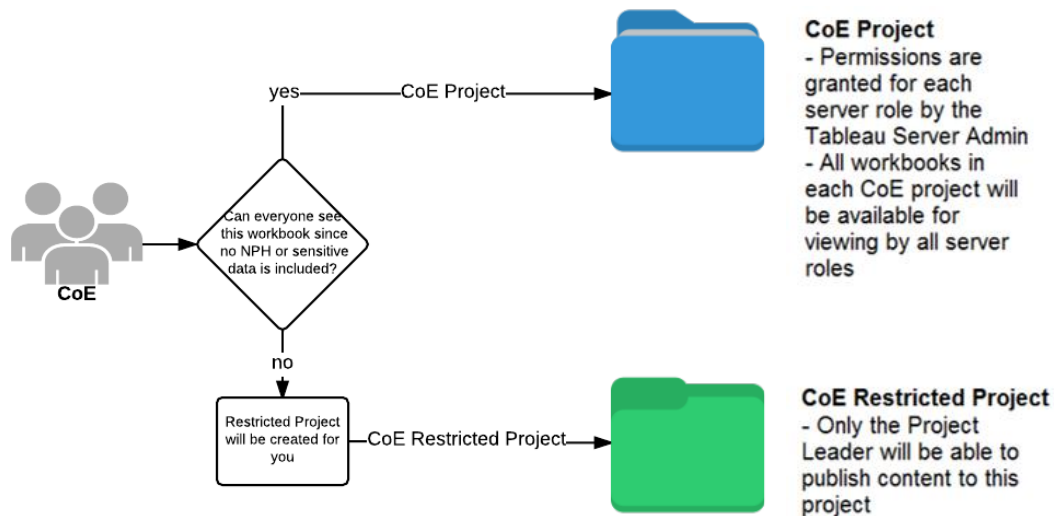 CoE
Can everyone see
this workbook since
no NPH or sensitive
data is included?
yes
CoE Project
CoE Project
- Permissions are
granted for each
server role by the
Tableau Server Admin
- All workbooks in
each CoE project will
be available for
viewing by all server
roles
no
Restricted Project
will be created for
you
CoE Restricted Project
CoE Restricted Project
- Only the Project
Leader will be able to
publish content to this
project